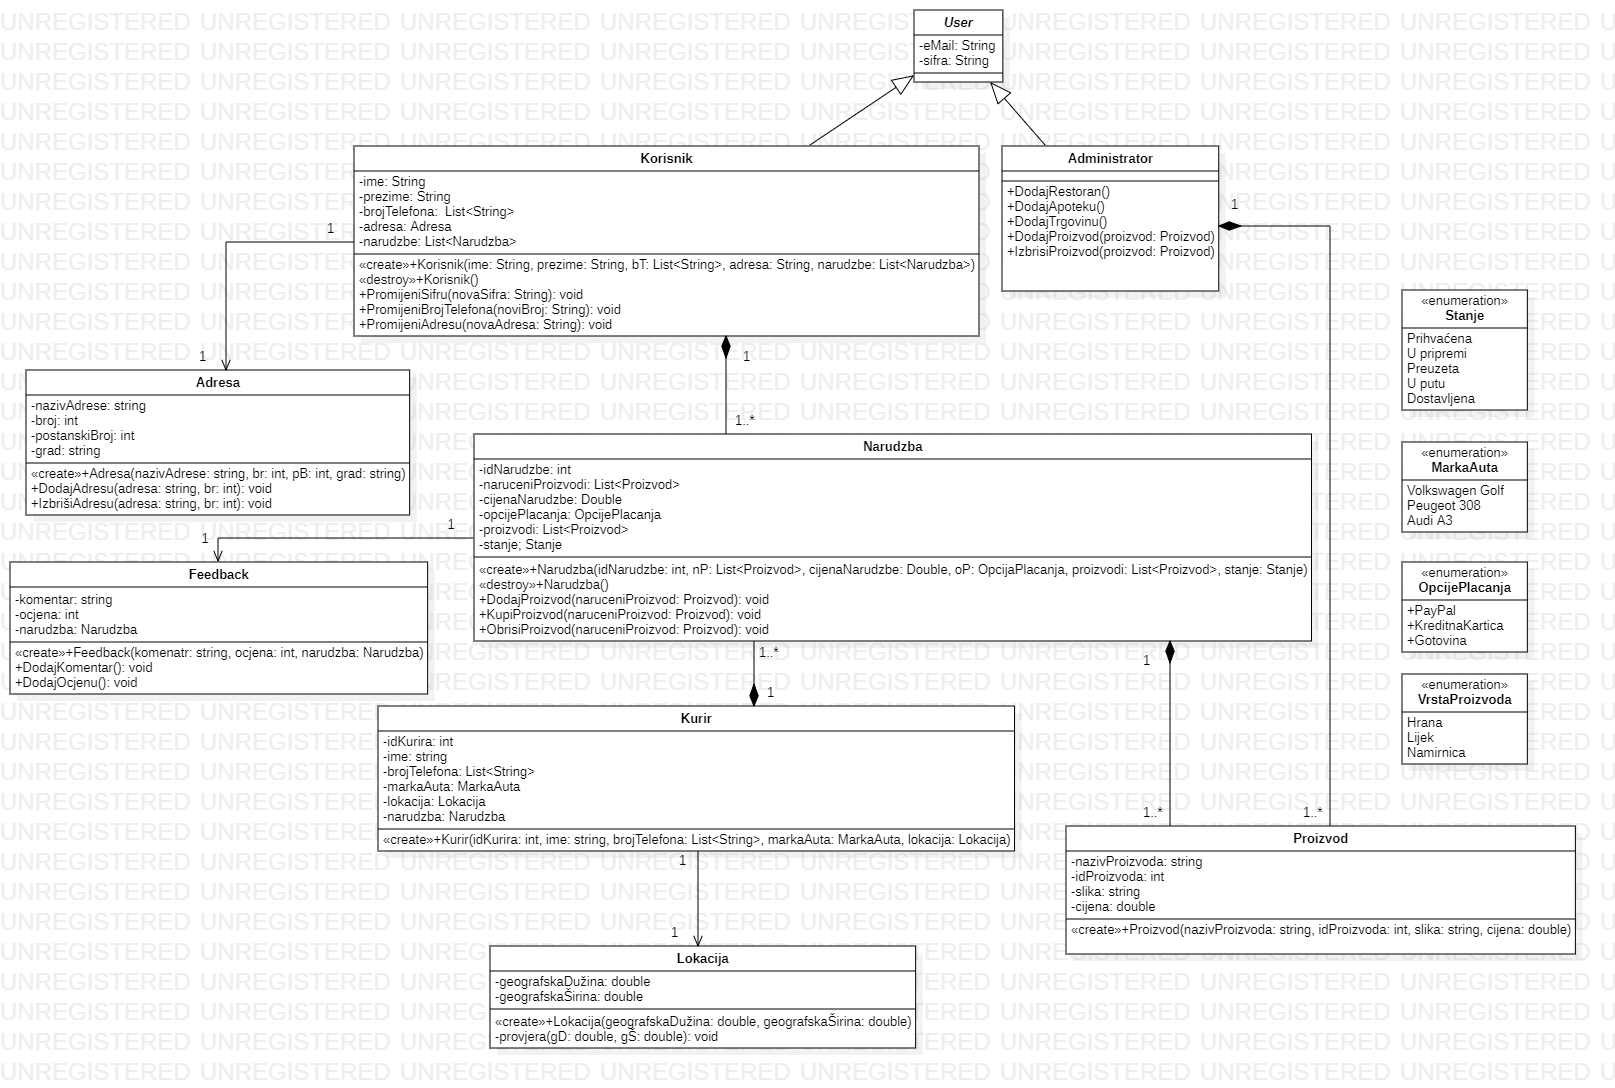 User
-eMail: String
-sifra: String
Korisnik
-ime: String
-prezime: String
-brojTelefona:  List<String>
-adresa: Adresa
-narudzbe: List<Narudzba>
«create»+Korisnik(ime: String, prezime: String, bT: List<String>, adresa: String, narudzbe: List<Narudzba>)
«destroy»+Korisnik()
+PromijeniSifru(novaSifra: String): void
+PromijeniBrojTelefona(noviBroj: String): void
+PromijeniAdresu(novaAdresa: String): void
Administrator
+DodajRestoran()
+DodajApoteku()
+DodajTrgovinu()
+DodajProizvod(proizvod: Proizvod)
+IzbrisiProizvod(proizvod: Proizvod)
1
1
1
1
1..*
«enumeration»
Stanje
Prihvaćena
U pripremi
Preuzeta
U putu
Dostavljena
Adresa
-nazivAdrese: string
-broj: int
-postanskiBroj: int
-grad: string
«create»+Adresa(nazivAdrese: string, br: int, pB: int, grad: string)
+DodajAdresu(adresa: string, br: int): void
+IzbrišiAdresu(adresa: string, br: int): void
Narudzba
-idNarudzbe: int
-naruceniProizvodi: List<Proizvod>
-cijenaNarudzbe: Double
-opcijePlacanja: OpcijePlacanja
-proizvodi: List<Proizvod>
-stanje; Stanje
«create»+Narudzba(idNarudzbe: int, nP: List<Proizvod>, cijenaNarudzbe: Double, oP: OpcijaPlacanja, proizvodi: List<Proizvod>, stanje: Stanje)
«destroy»+Narudzba()
+DodajProizvod(naruceniProizvod: Proizvod): void
+KupiProizvod(naruceniProizvod: Proizvod): void
+ObrisiProizvod(naruceniProizvod: Proizvod): void
«enumeration»
MarkaAuta
Volkswagen Golf
Peugeot 308
Audi A3
1
1
Feedback
-komentar: string
-ocjena: int
-narudzba: Narudzba
«create»+Feedback(komenatr: string, ocjena: int, narudzba: Narudzba)
+DodajKomentar(): void
+DodajOcjenu(): void
«enumeration»
OpcijePlacanja
+PayPal
+KreditnaKartica
+Gotovina
1..*
1
1
«enumeration»
VrstaProizvoda
Hrana
Lijek
Namirnica
Kurir
-idKurira: int
-ime: string
-brojTelefona: List<String>
-markaAuta: MarkaAuta
-lokacija: Lokacija
-narudzba: Narudzba
«create»+Kurir(idKurira: int, ime: string, brojTelefona: List<String>, markaAuta: MarkaAuta, lokacija: Lokacija)
1..*
1..*
Proizvod
-nazivProizvoda: string
-idProizvoda: int
-slika: string
-cijena: double
«create»+Proizvod(nazivProizvoda: string, idProizvoda: int, slika: string, cijena: double)
1
1
Lokacija
-geografskaDužina: double
-geografskaŠirina: double
«create»+Lokacija(geografskaDužina: double, geografskaŠirina: double)
-provjera(gD: double, gŠ: double): void